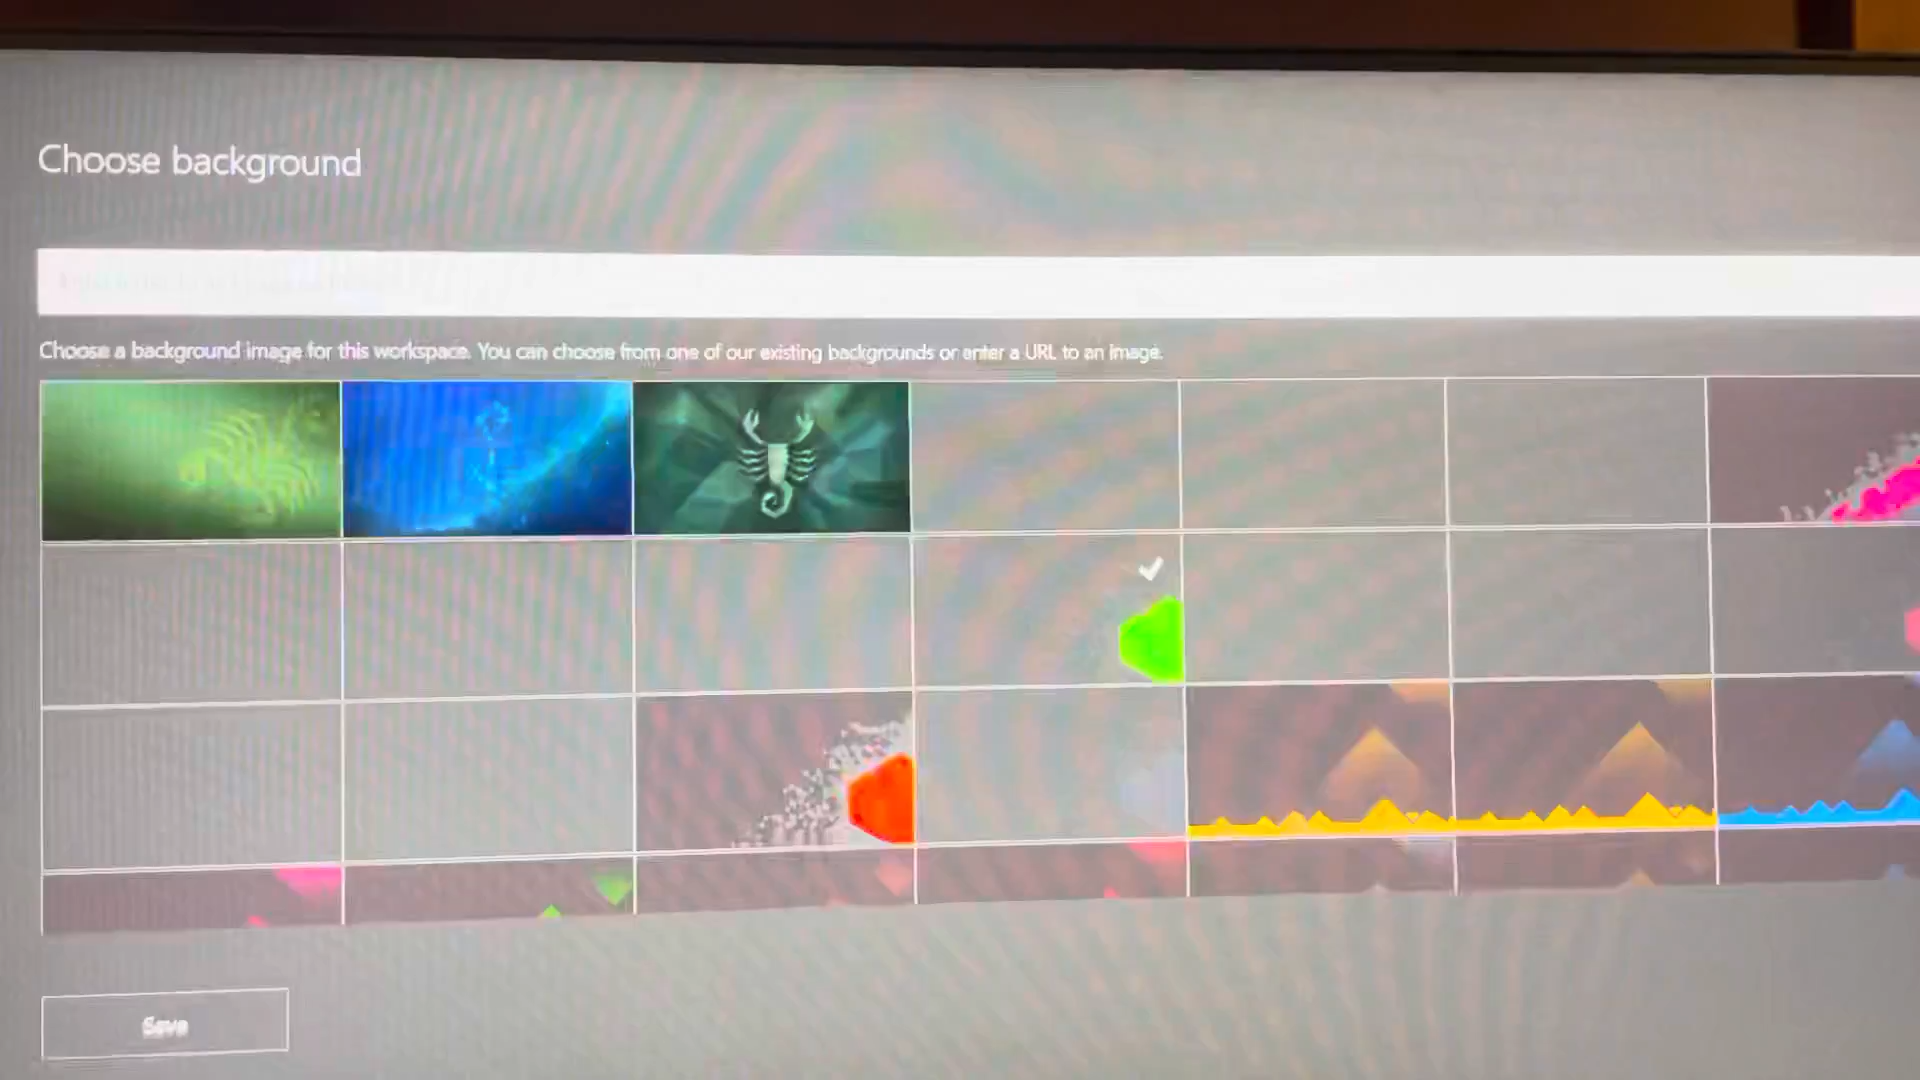 Choose background
Choose a background image for this workspace. You can choose from one of our existing backgrounds or enter a URL to an image.
Save